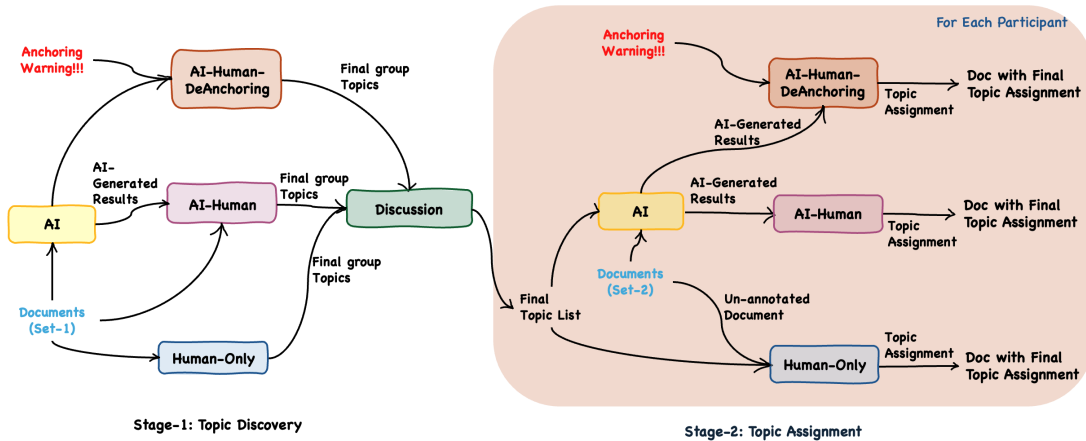 Anchoring
Warning!!!
AI-Human-
DeAnchoring
Final group
Topics
AI-
Generated
Results
AI
AI-Human
Final group
Topics
Discussion
Final group
Topics
Documents
(Set-1)
Human-Only
Stage-1: Topic Discovery
For Each Participant
Anchoring
Warning!!!
AI-Human-
DeAnchoring
Topic
Assignment
Doc with Final
Topic Assignment
AI-Generated
Results
AI-Generated
Results
AI
AI-Human
Topic
Assignment
Doc with Final
Topic Assignment
Documents
(Set-2)
Final
Topic List
Un-annotated
Document
Human-Only
Topic
Assignment
Doc with Final
Topic Assignment
Stage-2: Topic Assignment